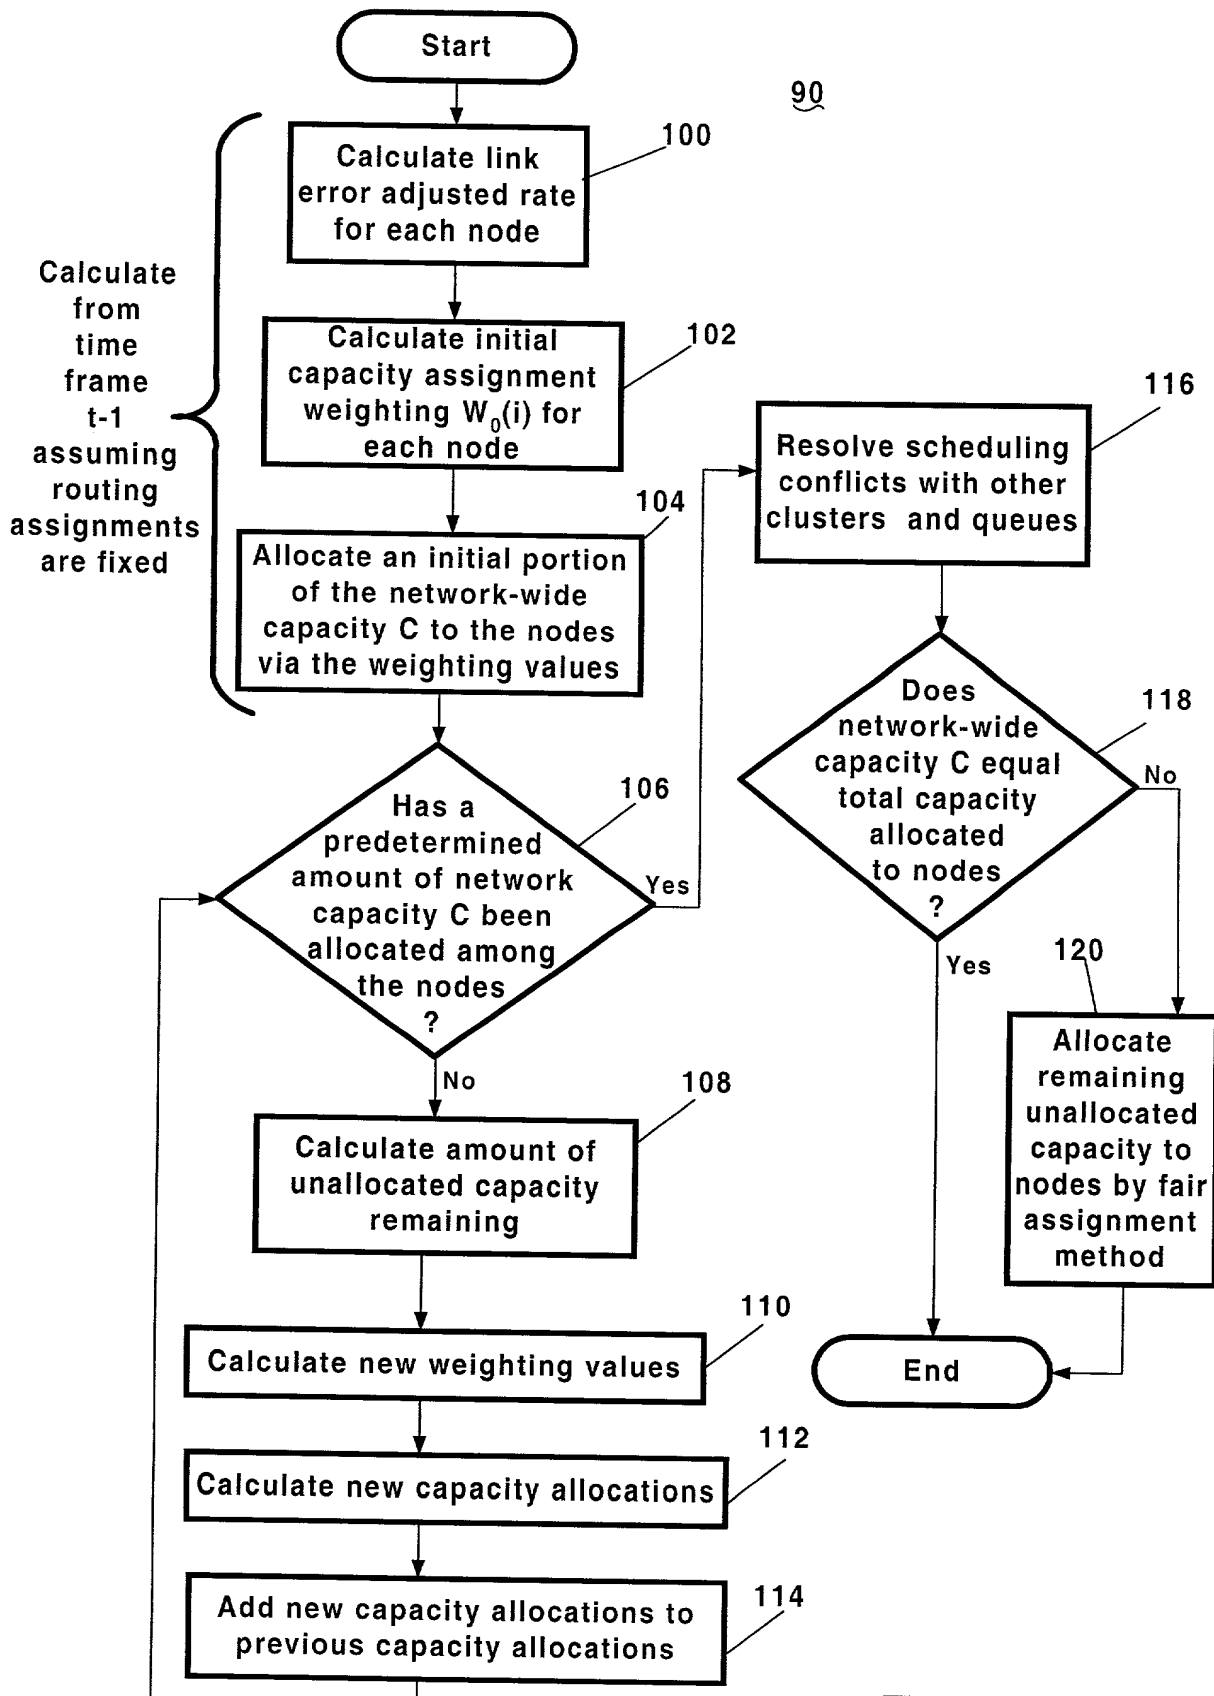 Start
90
100
Calculate link
error adjusted rate
for each node
Calculate
from
time
frame
t-1
assuming
routing
assignments
are fixed
102
Calculate initial
capacity assignment
weighting W₀(i) for
each node
104
Allocate an initial portion
of the network-wide
capacity C to the nodes
via the weighting values
106
Has a
predetermined
amount of network
capacity C been
allocated among
the nodes
?
Yes
No
108
Calculate amount of
unallocated capacity
remaining
110
Calculate new weighting values
112
Calculate new capacity allocations
114
Add new capacity allocations to
previous capacity allocations
116
Resolve scheduling
conflicts with other
clusters and queues
118
Does
network-wide
capacity C equal
total capacity
allocated
to nodes
?
No
Yes
120
Allocate
remaining
unallocated
capacity to
nodes by fair
assignment
method
End